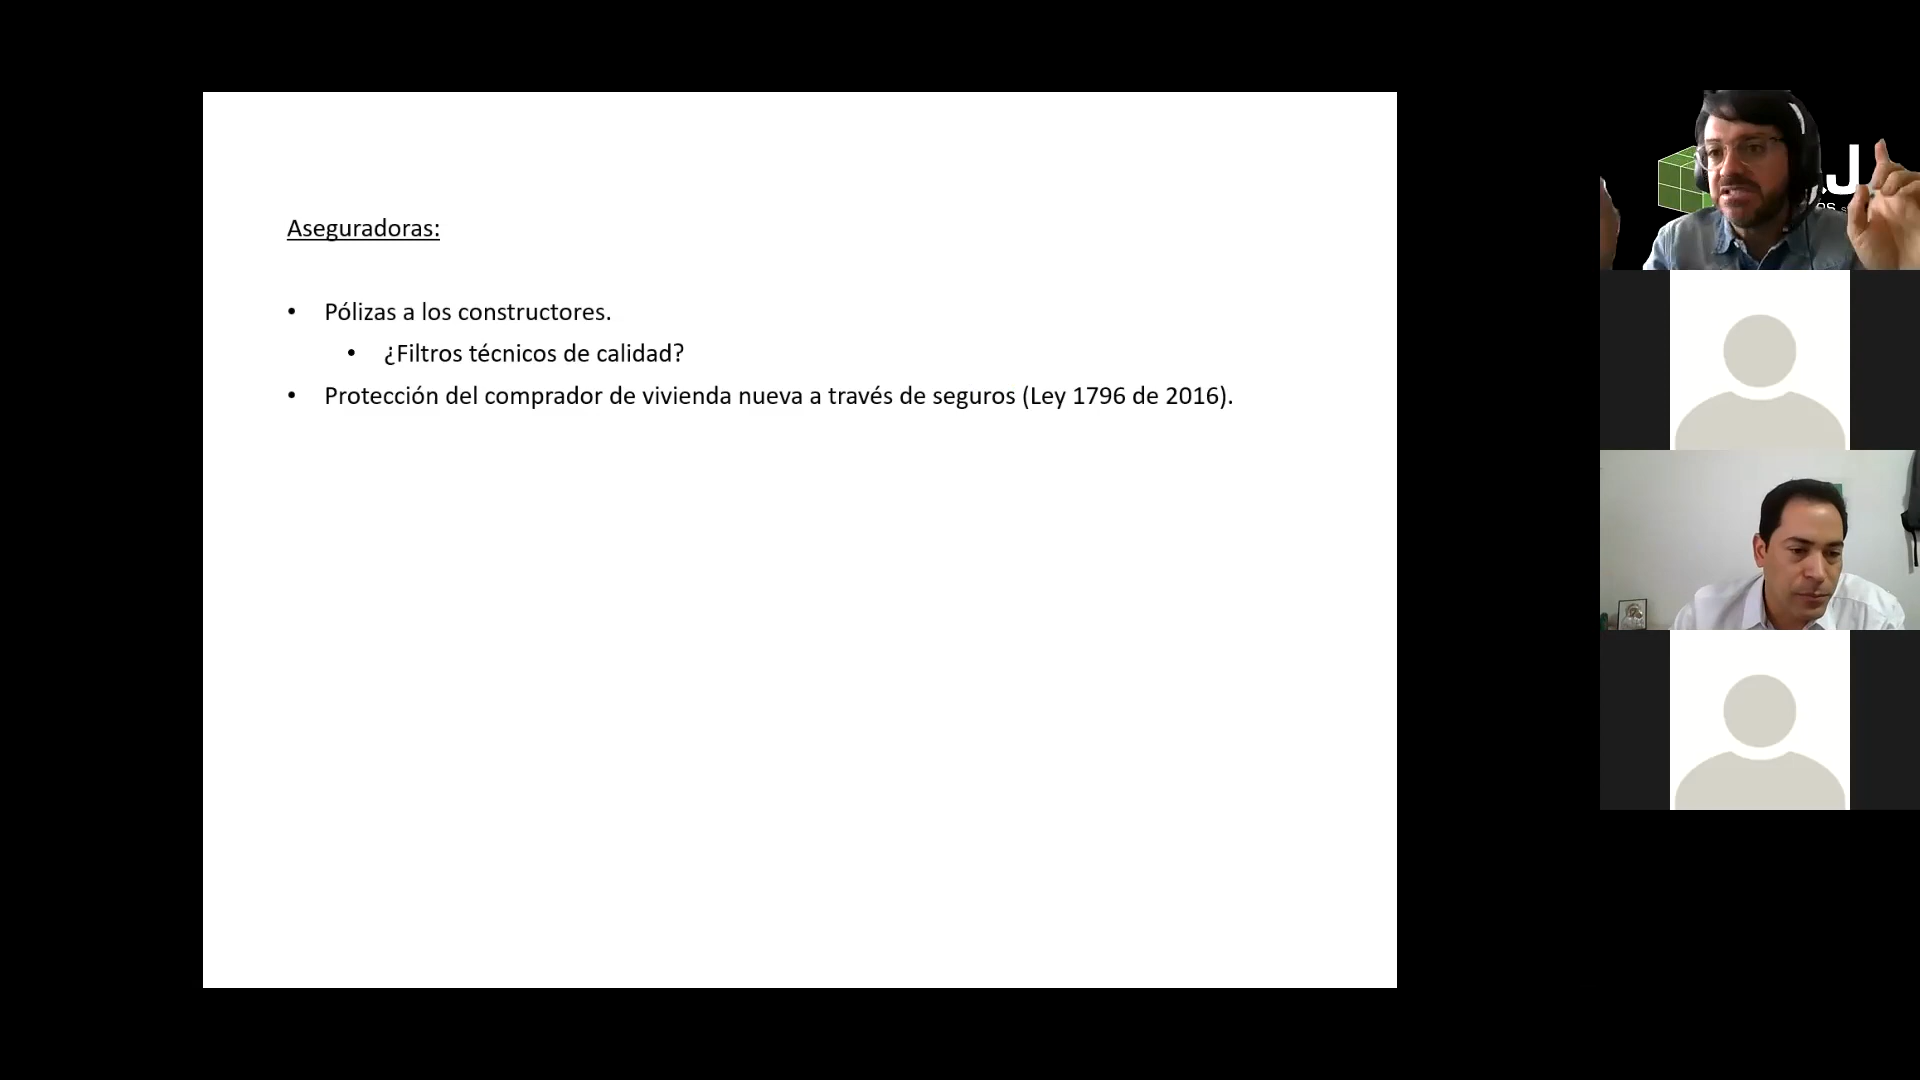 Aseguradoras:
• Pólizas a los constructores.
• ¿Filtros técnicos de calidad?
• Protección del comprador de vivienda nueva a través de seguros (Ley 1796 de 2016).